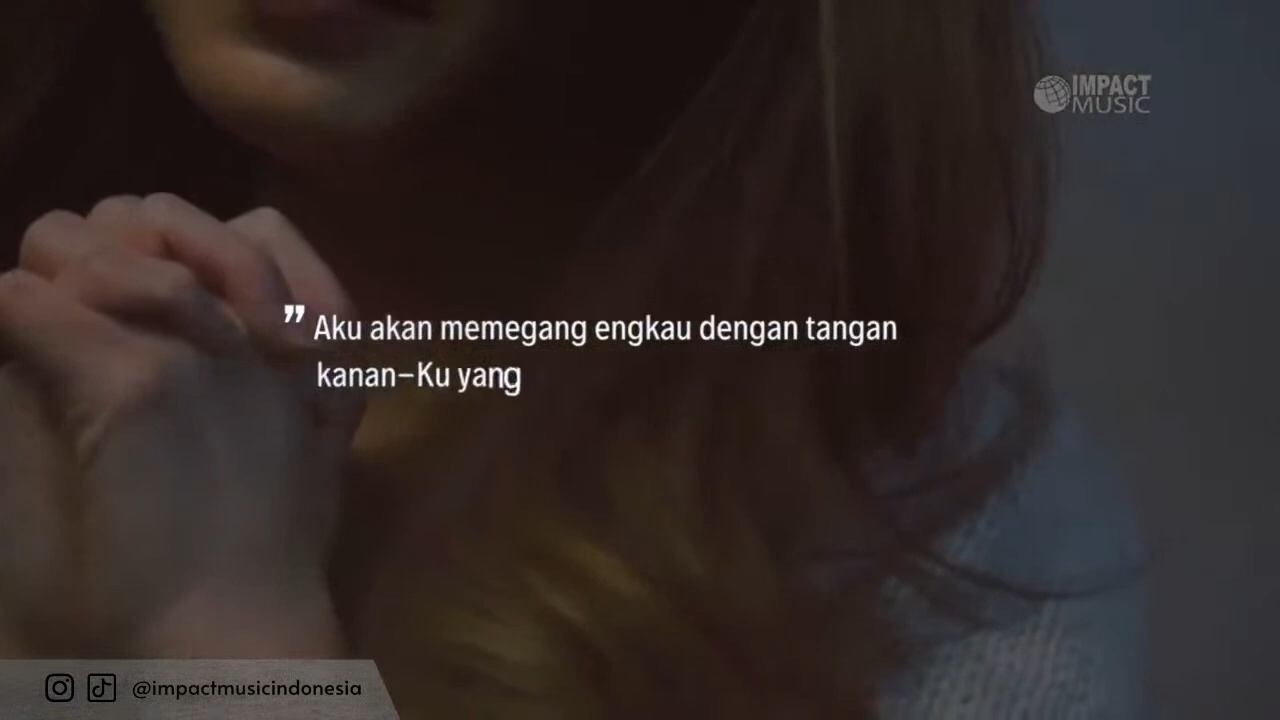 IMPACT
MUSIC
” Aku akan memegang engkau dengan tangan
kanan–Ku yang
@impactmusicindonesia